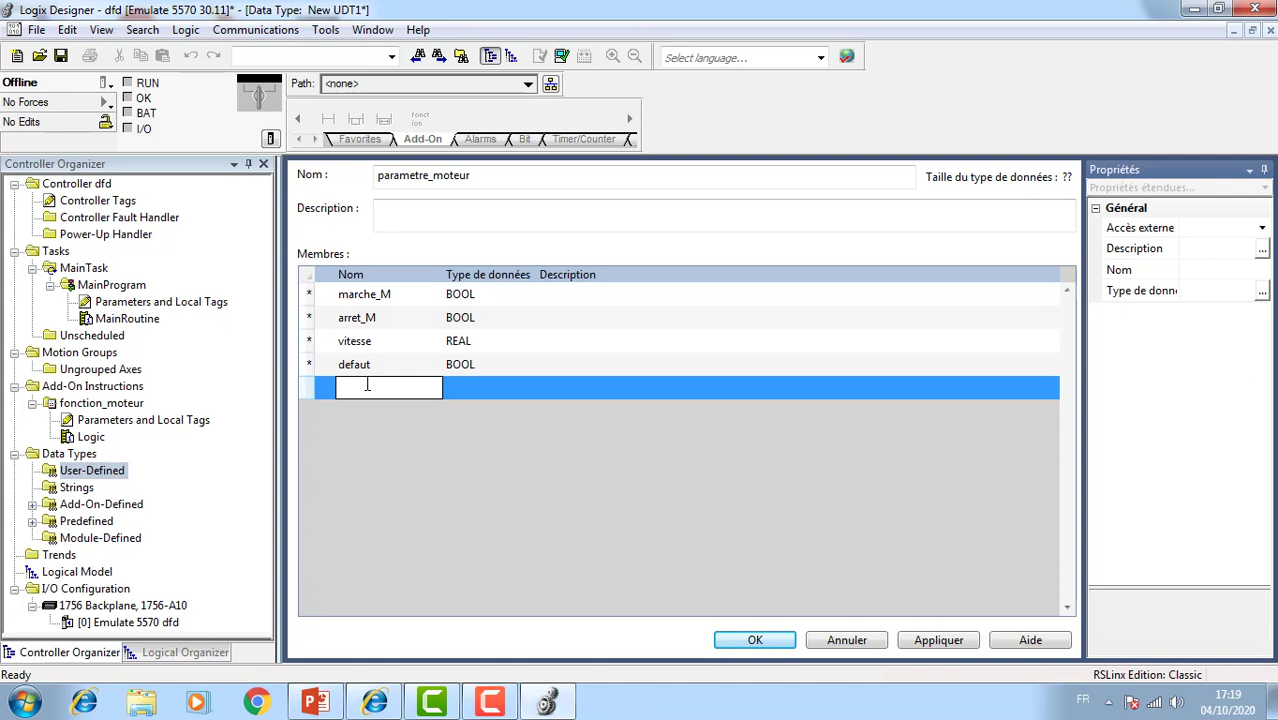 Logix Designer - dfd [Emulate 5570 30.11]* - [Data Type:  New UDT1*]
File Edit View Search Logic Communications Tools Window Help
Select language...
Offline RUN
No Forces OK
No Edits BAT
I/O
Path: <none>
fonct
ion
Favorites Add-On Alarms Bit Timer/Counter
Controller Organizer
Controller dfd
Controller Tags
Controller Fault Handler
Power-Up Handler
Tasks
MainTask
MainProgram
Parameters and Local Tags
MainRoutine
Unscheduled
Motion Groups
Ungrouped Axes
Add-On Instructions
fonction_moteur
Parameters and Local Tags
Logic
Data Types
User-Defined
Strings
Add-On-Defined
Predefined
Module-Defined
Trends
Logical Model
I/O Configuration
1756 Backplane, 1756-A10
[0] Emulate 5570 dfd
Controller Organizer Logical Organizer
Nom : parametre_moteur Taille du type de données : ??
Description :
Membres :
Nom Type de données Description
* marche_M BOOL
* arret_M BOOL
* vitesse REAL
* defaut BOOL
OK Annuler Appliquer Aide
Propriétés
Propriétés étendues...
Général
Accès externe
Description ...
Nom
Type de donné ...
Ready RSLinx Edition: Classic
FR 17:19
04/10/2020